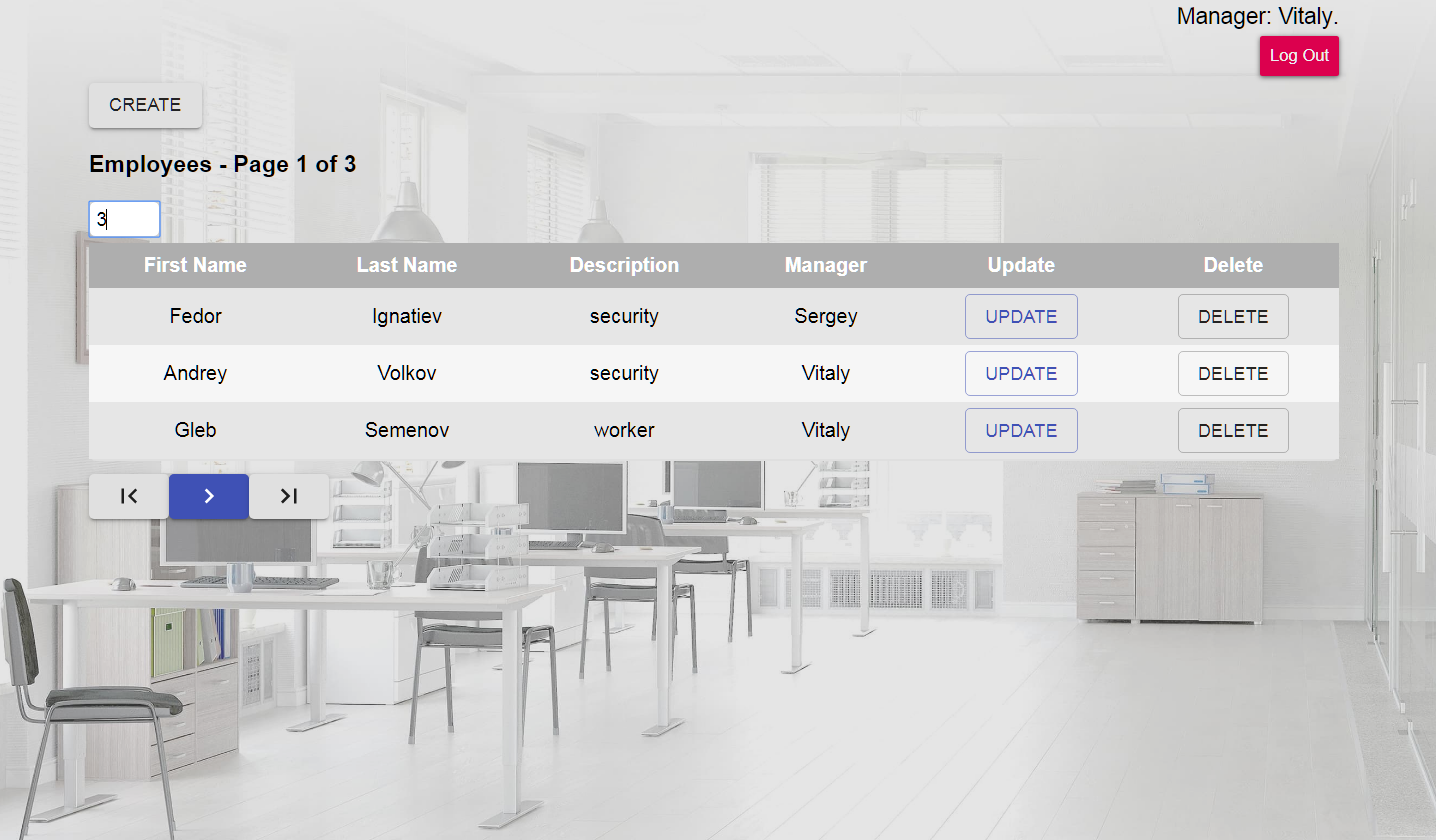 Manager: Vitaly.
Log Out
CREATE
Employees - Page 1 of 3
3
First Name Last Name Description Manager Update Delete
Fedor Ignatiev security Sergey UPDATE DELETE
Andrey Volkov security Vitaly UPDATE DELETE
Gleb Semenov worker Vitaly UPDATE DELETE